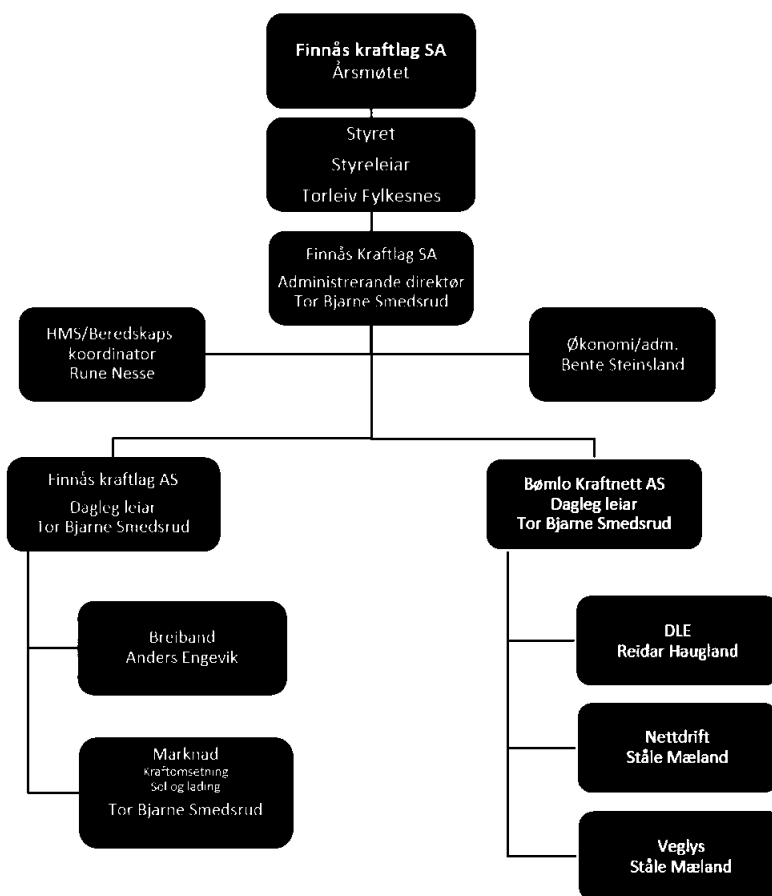 Finnås kraftlag SA
Årsmøtet
Styret
Styreleiar
Torleiv Fylkesnes
Finnås Kraftlag SA
Administrerande direktør
Tor Bjarne Smedsrud
HMS/Beredskaps
koordinator
Rune Nesse
Økonomi/adm.
Bente Steinsland
Finnås kraftlag AS
Dagleg leiar
Tor Bjarne Smedsrud
Breiband
Anders Engevik
Marknad
Kraftomsetning
Sol og lading
Tor Bjarne Smedsrud
Bømlo Kraftnett AS
Dagleg leiar
Tor Bjarne Smedsrud
DLE
Reidar Haugland
Nettdrift
Ståle Mæland
Veglys
Ståle Mæland